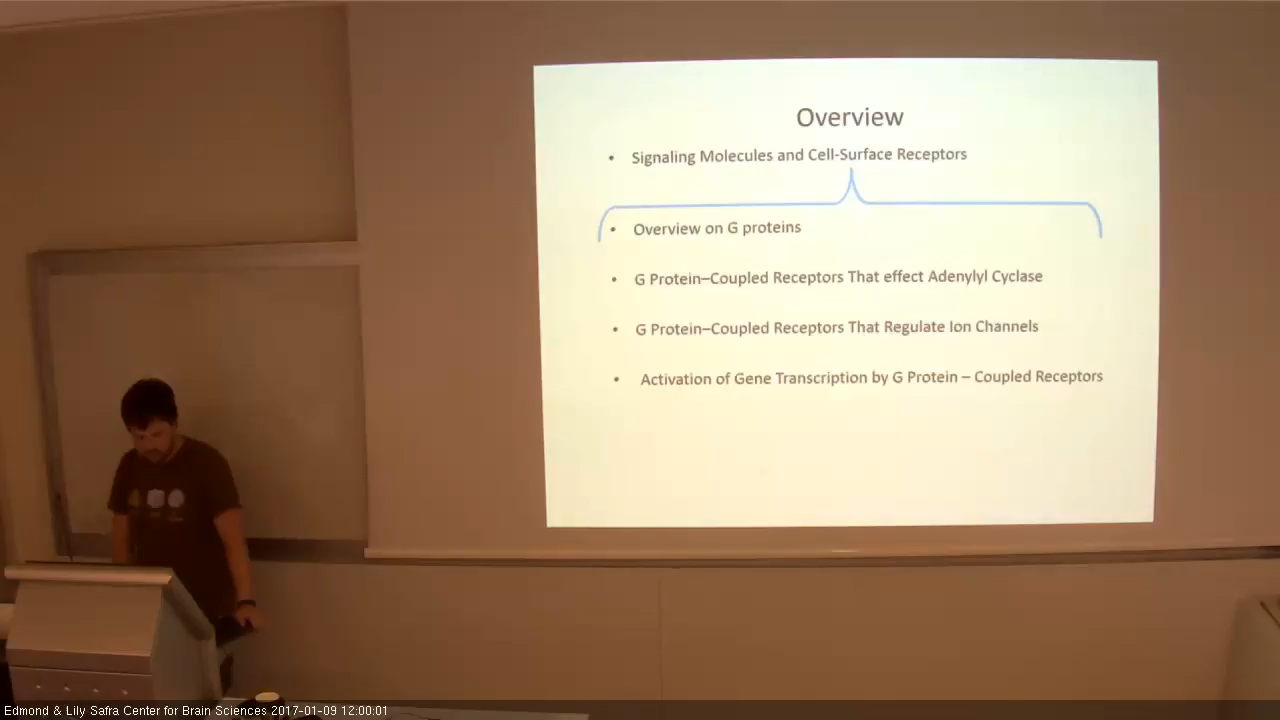 Overview
• Signaling Molecules and Cell-Surface Receptors
• Overview on G proteins
• G Protein–Coupled Receptors That effect Adenylyl Cyclase
• G Protein–Coupled Receptors That Regulate Ion Channels
• Activation of Gene Transcription by G Protein – Coupled Receptors
Edmond & Lily Safra Center for Brain Sciences 2017-01-09 12:00:01